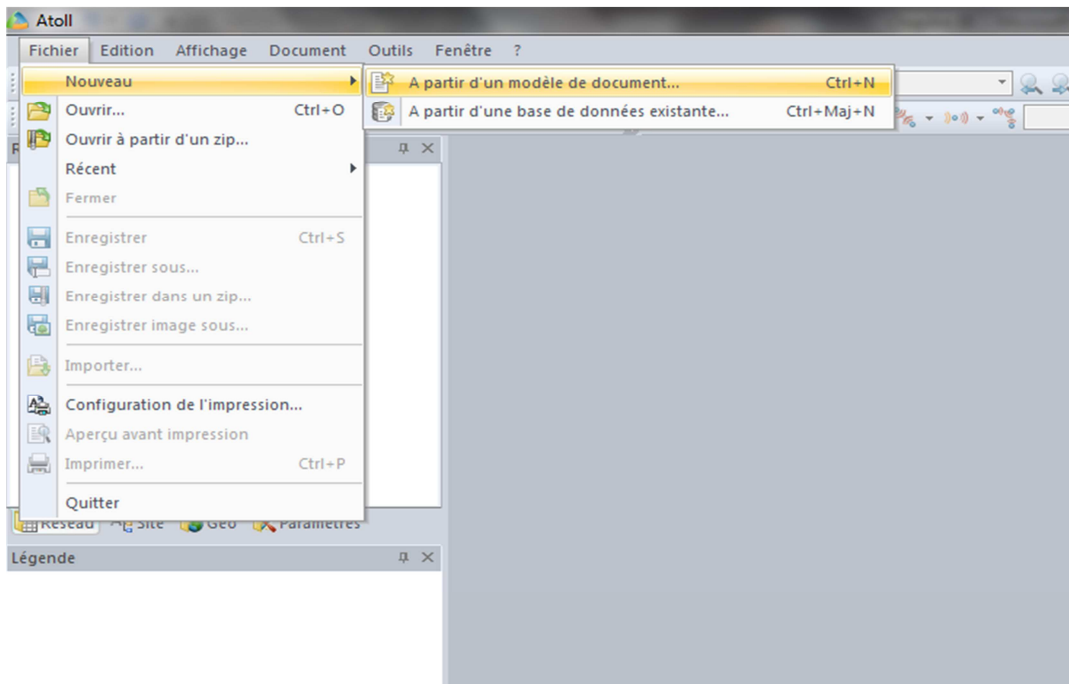 Atoll
Fichier Edition Affichage Document Outils Fenêtre ?
Nouveau
A partir d'un modèle de document... Ctrl+N
Ouvrir... Ctrl+O
A partir d'une base de données existante... Ctrl+Maj+N
Ouvrir à partir d'un zip...
Récent
Fermer
Enregistrer Ctrl+S
Enregistrer sous...
Enregistrer dans un zip...
Enregistrer image sous...
Importer...
Configuration de l'impression...
Aperçu avant impression
Imprimer... Ctrl+P
Quitter
Réseau Site Géo Paramètres
Légende